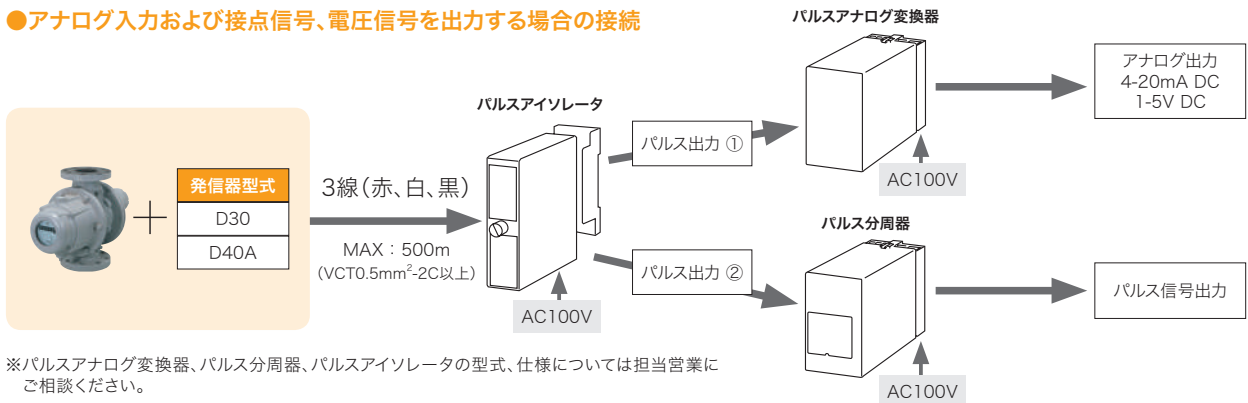 ●アナログ入力および接点信号、電圧信号を出力する場合の接続
発信器型式
D30
D40A
3線(赤、白、黒)
MAX：500m
(VCT0.5mm²-2C以上)
パルスアイソレータ
AC100V
パルス出力 ①
パルス出力 ②
パルスアナログ変換器
AC100V
アナログ出力
4-20mA DC
1-5V DC
パルス分周器
AC100V
パルス信号出力
※パルスアナログ変換器、パルス分周器、パルスアイソレータの型式、仕様については担当営業に
ご相談ください。